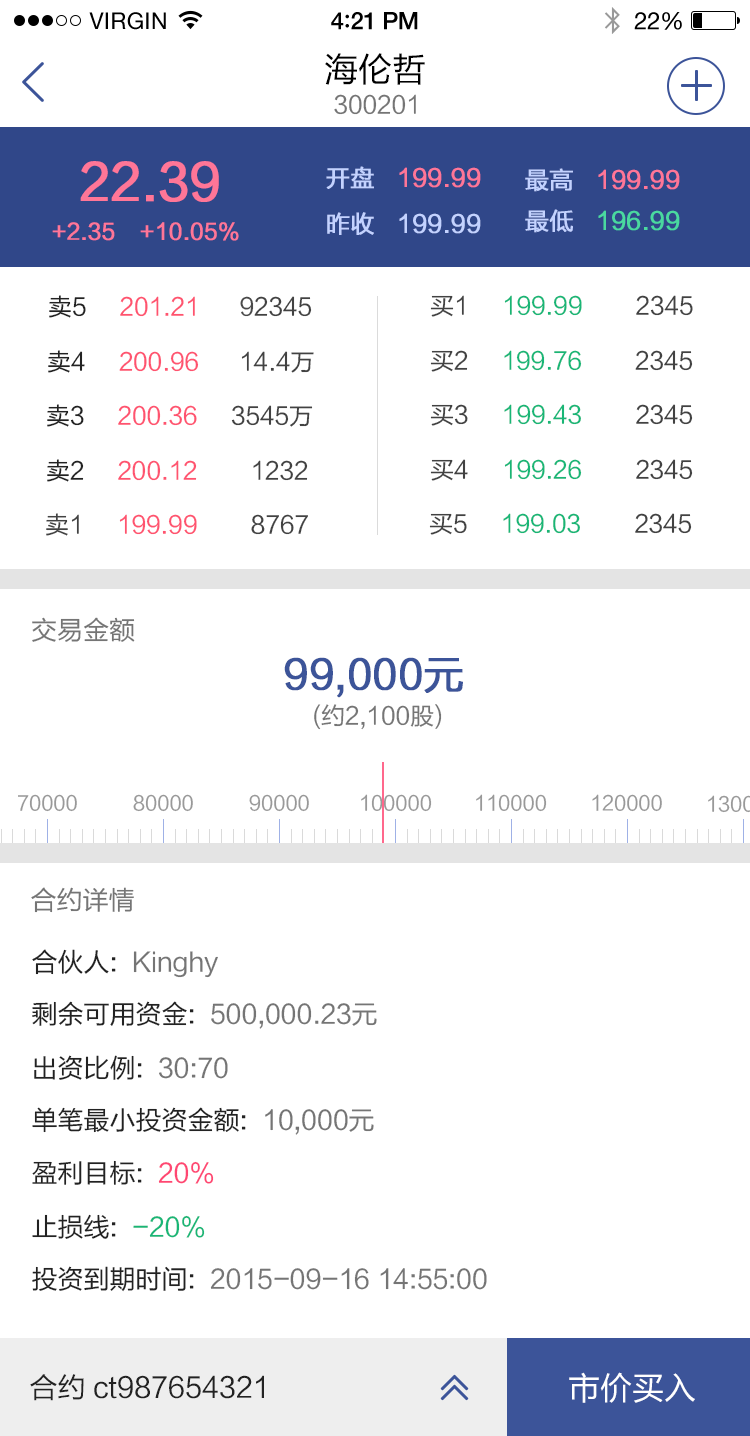 VIRGIN 4:21 PM 22%
海伦哲
300201
22.39
+2.35 +10.05%
开盘 199.99 最高 199.99
昨收 199.99 最低 196.99
卖5 201.21 92345 买1 199.99 2345
卖4 200.96 14.4万 买2 199.76 2345
卖3 200.36 3545万 买3 199.43 2345
卖2 200.12 1232 买4 199.26 2345
卖1 199.99 8767 买5 199.03 2345
交易金额
99,000元
(约2,100股)
70000 80000 90000 100000 110000 120000 1300
合约详情
合伙人: Kinghy
剩余可用资金: 500,000.23元
出资比例: 30:70
单笔最小投资金额: 10,000元
盈利目标: 20%
止损线: -20%
投资到期时间: 2015-09-16 14:55:00
合约 ct987654321 市价买入